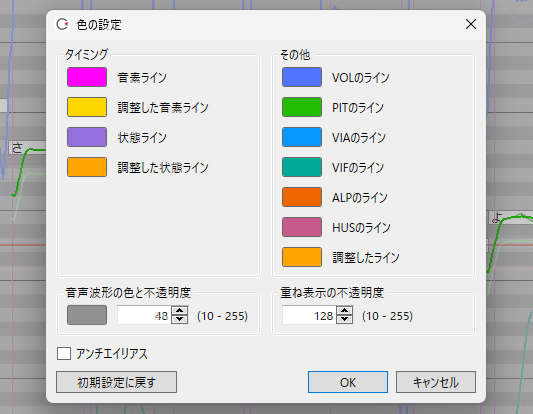 色の設定
タイミング
音素ライン
調整した音素ライン
状態ライン
調整した状態ライン
その他
VOLのライン
PITのライン
VIAのライン
VIFのライン
ALPのライン
HUSのライン
調整したライン
音声波形の色と不透明度
48 (10 - 255)
重ね表示の不透明度
128 (10 - 255)
アンチエイリアス
初期設定に戻す OK キャンセル
さ
よ